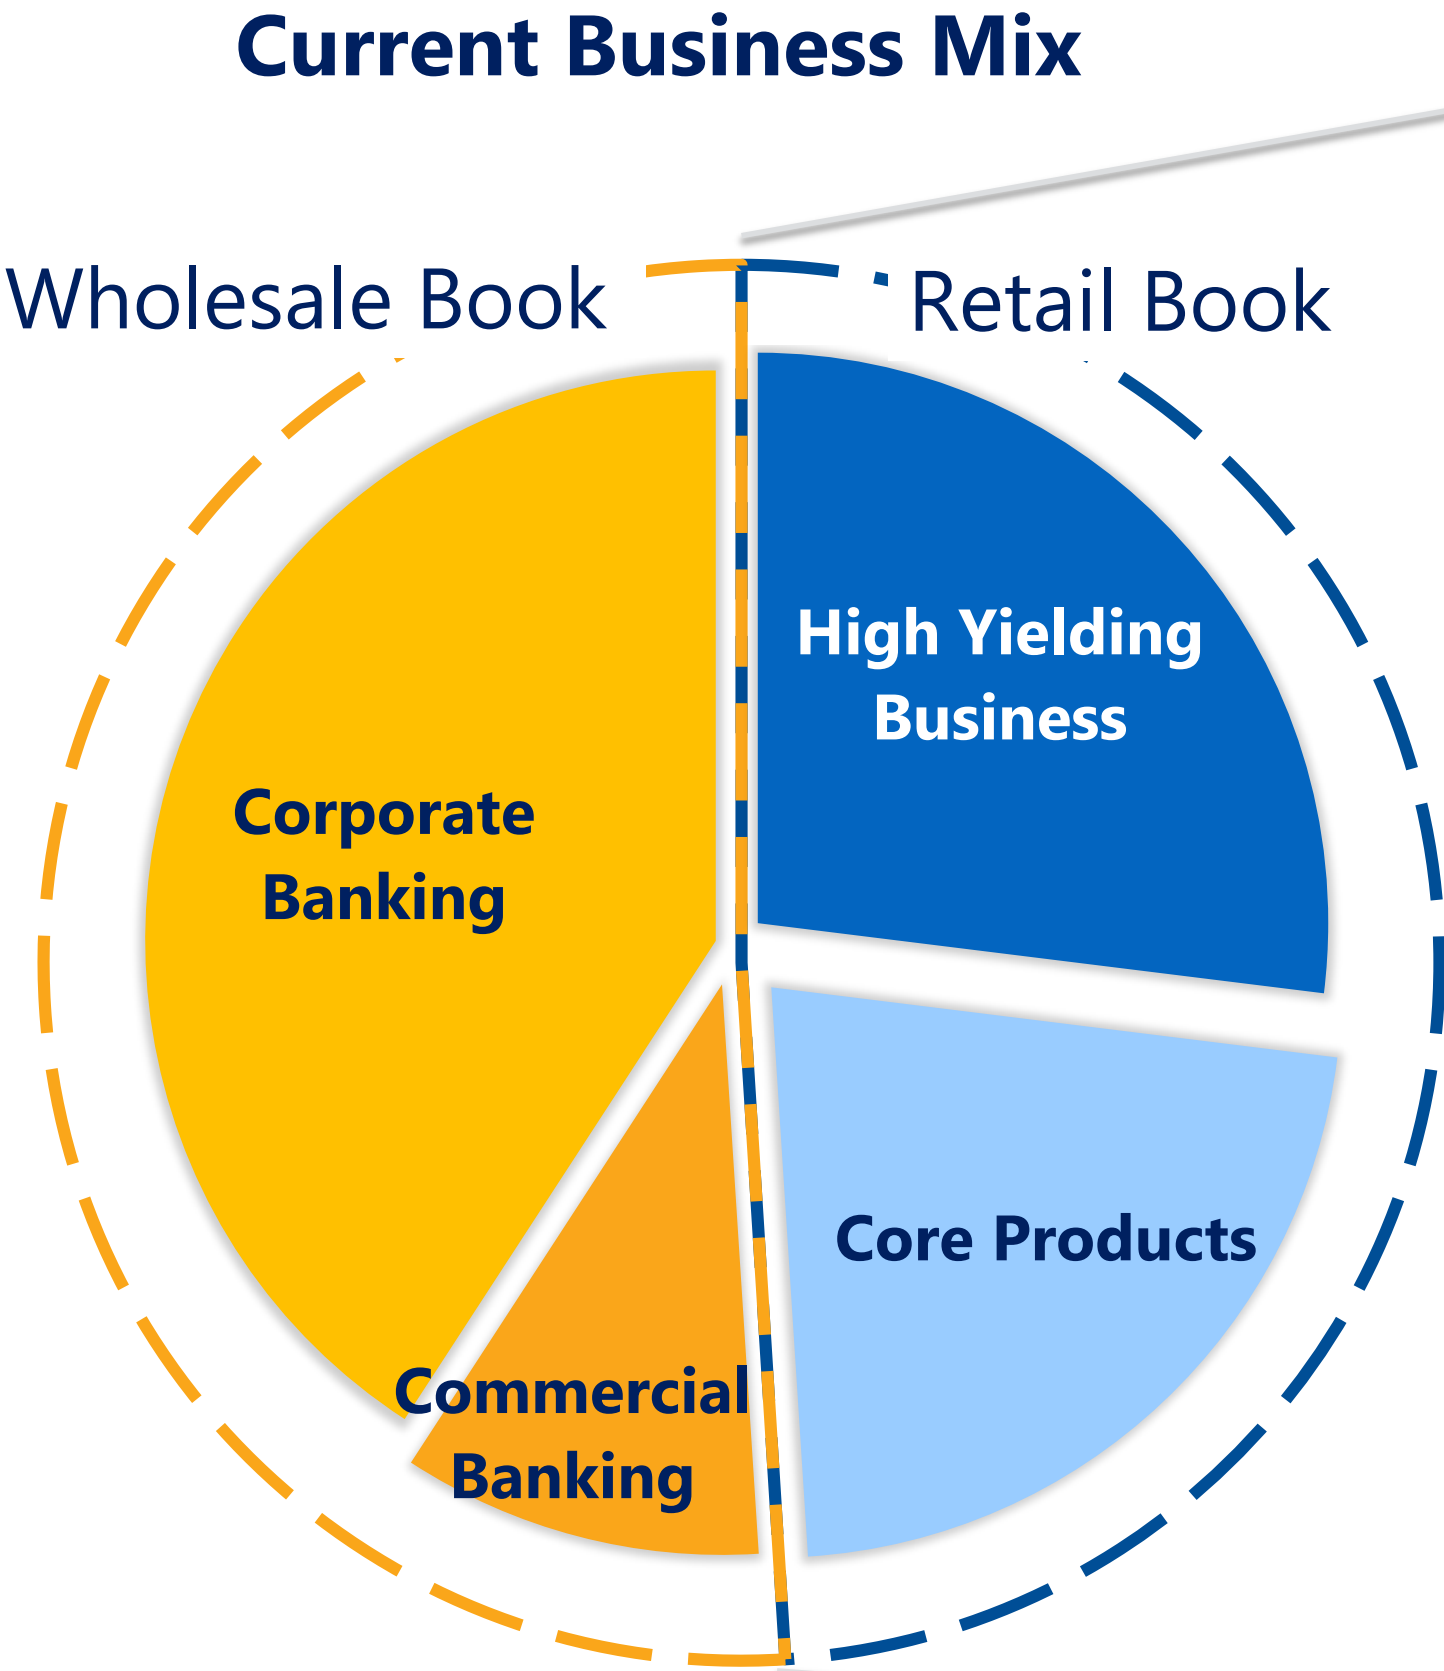 Current Business Mix
Wholesale Book
Retail Book
High Yielding
Business
Corporate
Banking
Core Products
Commercial
Banking